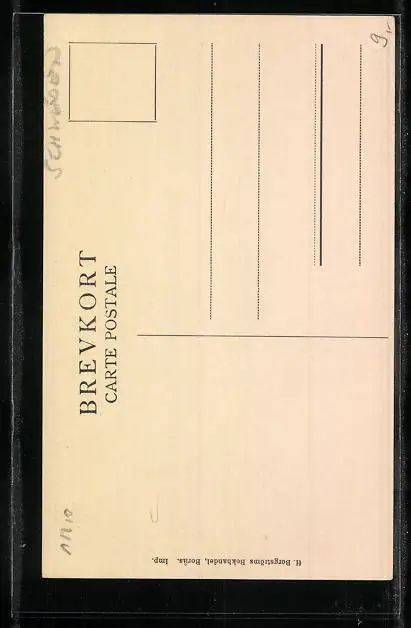 BREVKORT
CARTE POSTALE
SCHWEDEN
9,-
H. Borgströms Bokhandel, Borås. Imp.